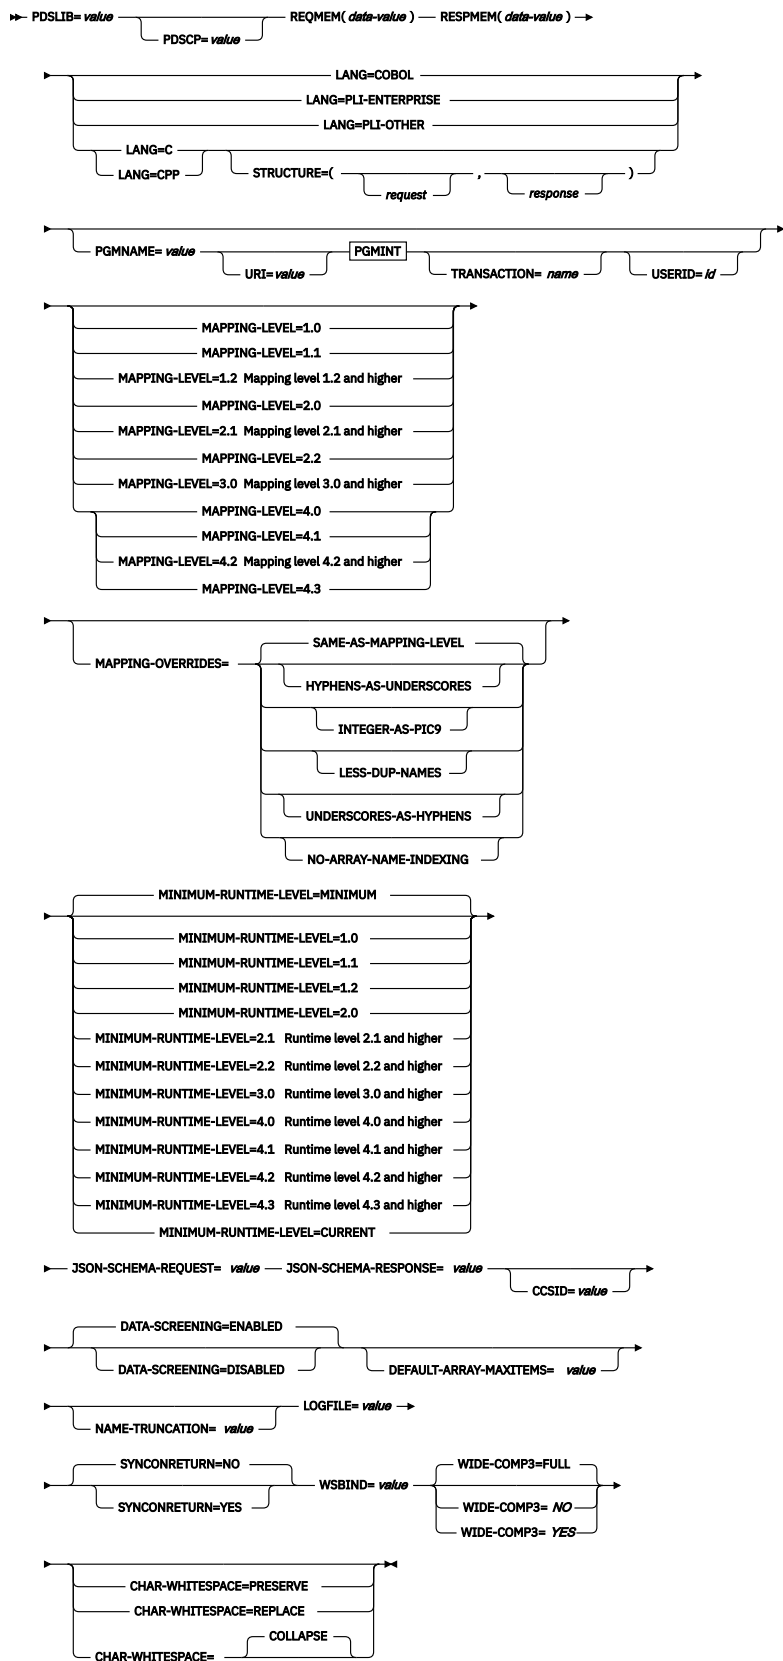 PDSLIB= value REQMEM( data-value ) RESPMEM( data-value )
PDSCP= value
LANG=COBOL
LANG=PLI-ENTERPRISE
LANG=PLI-OTHER
LANG=C
LANG=CPP STRUCTURE=( , )
request response
PGMNAME= value PGMINT
URI=value TRANSACTION= name USERID= id
MAPPING-LEVEL=1.0
MAPPING-LEVEL=1.1
MAPPING-LEVEL=1.2 Mapping level 1.2 and higher
MAPPING-LEVEL=2.0
MAPPING-LEVEL=2.1 Mapping level 2.1 and higher
MAPPING-LEVEL=2.2
MAPPING-LEVEL=3.0 Mapping level 3.0 and higher
MAPPING-LEVEL=4.0
MAPPING-LEVEL=4.1
MAPPING-LEVEL=4.2 Mapping level 4.2 and higher
MAPPING-LEVEL=4.3
SAME-AS-MAPPING-LEVEL
MAPPING-OVERRIDES=
HYPHENS-AS-UNDERSCORES
INTEGER-AS-PIC9
LESS-DUP-NAMES
UNDERSCORES-AS-HYPHENS
NO-ARRAY-NAME-INDEXING
MINIMUM-RUNTIME-LEVEL=MINIMUM
MINIMUM-RUNTIME-LEVEL=1.0
MINIMUM-RUNTIME-LEVEL=1.1
MINIMUM-RUNTIME-LEVEL=1.2
MINIMUM-RUNTIME-LEVEL=2.0
MINIMUM-RUNTIME-LEVEL=2.1 Runtime level 2.1 and higher
MINIMUM-RUNTIME-LEVEL=2.2 Runtime level 2.2 and higher
MINIMUM-RUNTIME-LEVEL=3.0 Runtime level 3.0 and higher
MINIMUM-RUNTIME-LEVEL=4.0 Runtime level 4.0 and higher
MINIMUM-RUNTIME-LEVEL=4.1 Runtime level 4.1 and higher
MINIMUM-RUNTIME-LEVEL=4.2 Runtime level 4.2 and higher
MINIMUM-RUNTIME-LEVEL=4.3 Runtime level 4.3 and higher
MINIMUM-RUNTIME-LEVEL=CURRENT
JSON-SCHEMA-REQUEST= value JSON-SCHEMA-RESPONSE= value
CCSID= value
DATA-SCREENING=ENABLED
DATA-SCREENING=DISABLED DEFAULT-ARRAY-MAXITEMS= value
LOGFILE= value
NAME-TRUNCATION= value
SYNCONRETURN=NO WIDE-COMP3=FULL
WSBIND= value
SYNCONRETURN=YES WIDE-COMP3= NO
WIDE-COMP3= YES
CHAR-WHITESPACE=PRESERVE
CHAR-WHITESPACE=REPLACE
COLLAPSE
CHAR-WHITESPACE=